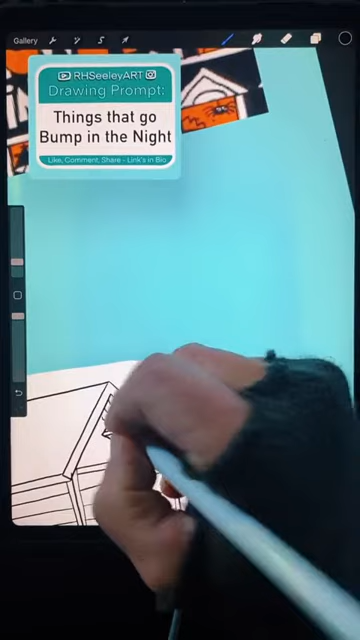 Gallery
RHSeeleyART
Drawing Prompt:
Things that go
Bump in the Night
Like, Comment, Share - Link's in Bio